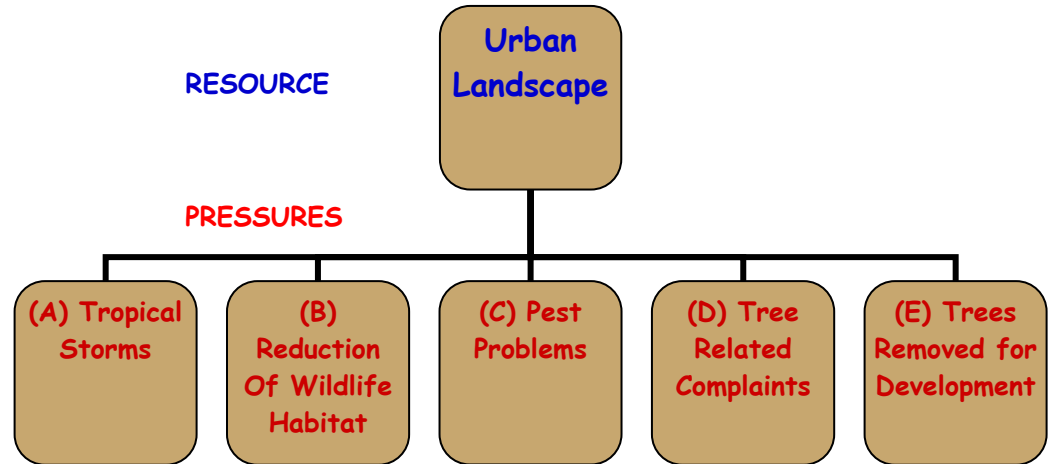 Urban
Landscape
RESOURCE
PRESSURES
(A) Tropical
Storms
(B)
Reduction
Of Wildlife
Habitat
(C) Pest
Problems
(D) Tree
Related
Complaints
(E) Trees
Removed for
Development